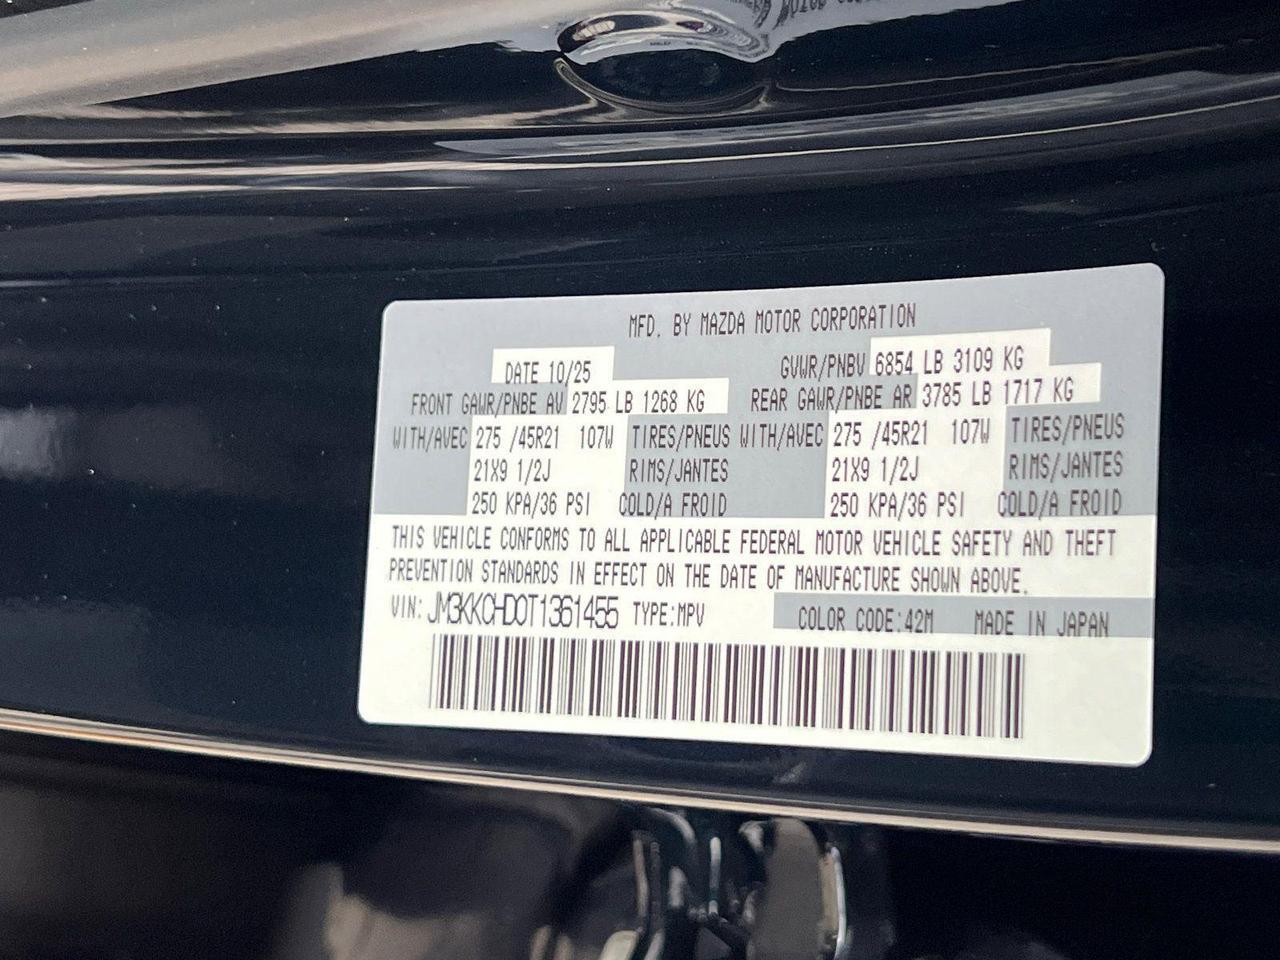 MFD. BY MAZDA MOTOR CORPORATION
DATE 10/25 GVWR/PNBV 6854 LB 3109 KG
FRONT GAWR/PNBE AV 2795 LB 1268 KG REAR GAWR/PNBE AR 3785 LB 1717 KG
WITH/AVEC 275 /45R21 107W TIRES/PNEUS WITH/AVEC 275 /45R21 107W TIRES/PNEUS
21X9 1/2J RIMS/JANTES 21X9 1/2J RIMS/JANTES
250 KPA/36 PSI COLD/A FROID 250 KPA/36 PSI COLD/A FROID
THIS VEHICLE CONFORMS TO ALL APPLICABLE FEDERAL MOTOR VEHICLE SAFETY AND THEFT
PREVENTION STANDARDS IN EFFECT ON THE DATE OF MANUFACTURE SHOWN ABOVE.
VIN: JM3KKCHD0T1361455 TYPE:MPV COLOR CODE:42M MADE IN JAPAN